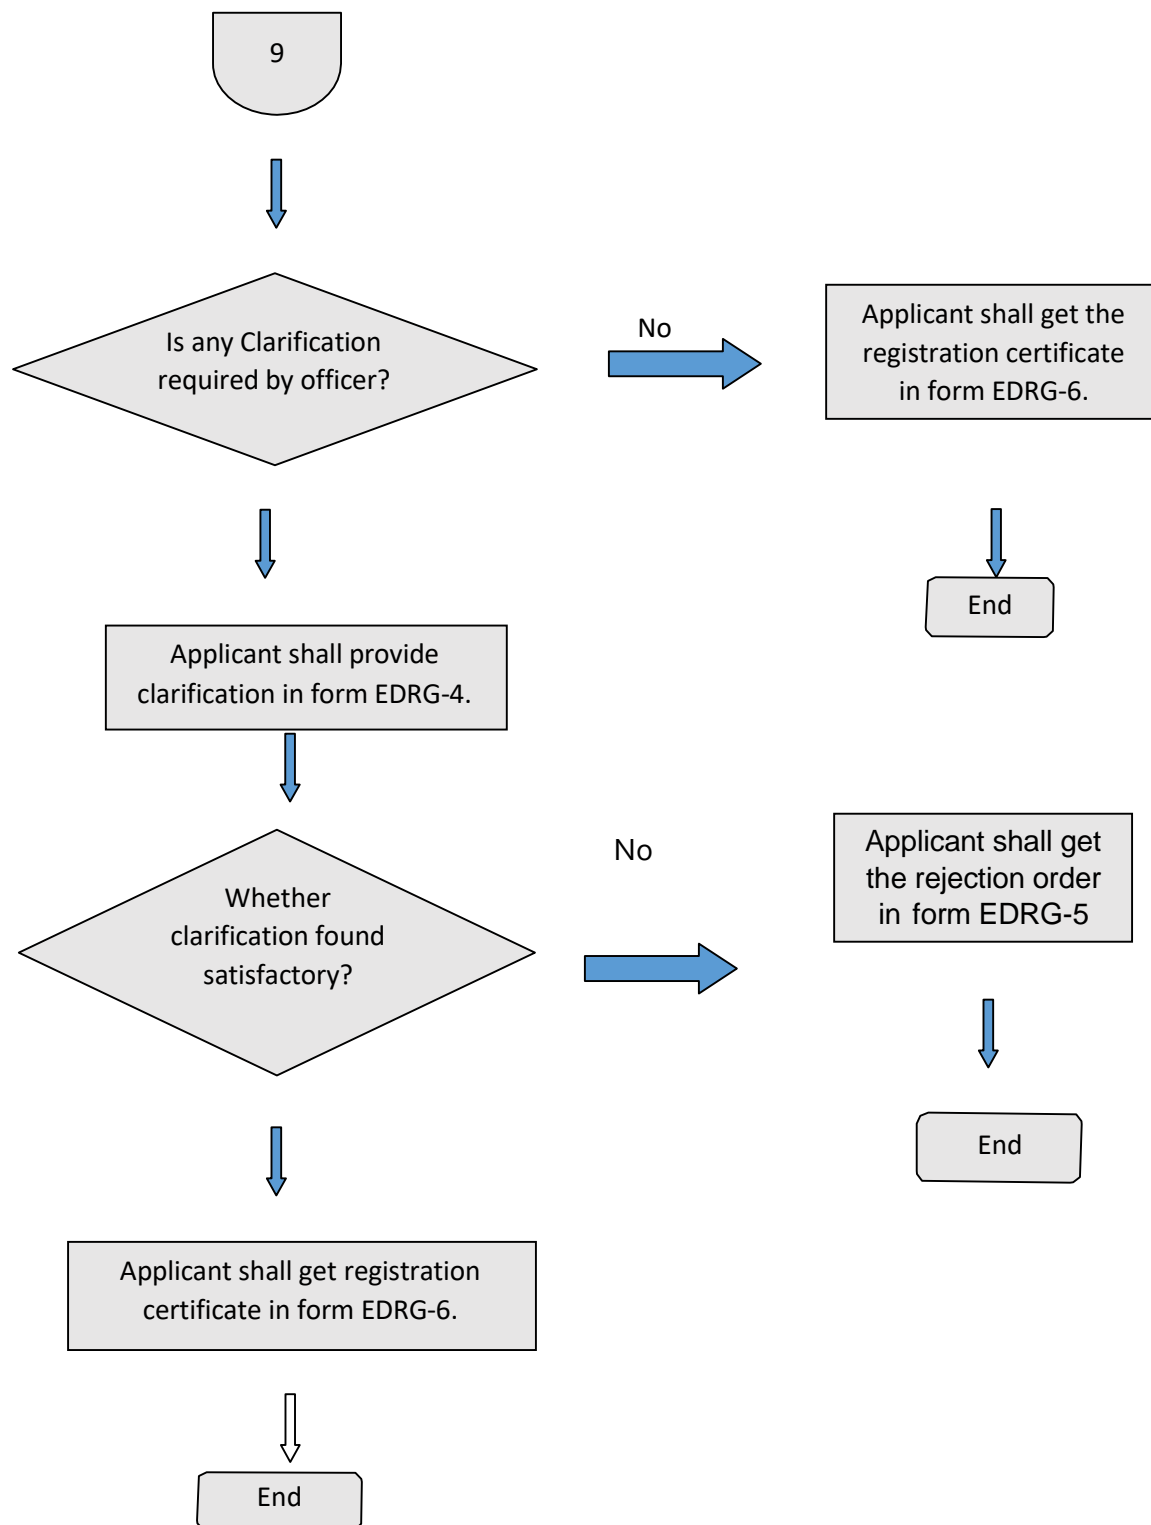 9
Is any Clarification
required by officer?
No
Applicant shall get the
registration certificate
in form EDRG-6.
End
Applicant shall provide
clarification in form EDRG-4.
Whether
clarification found
satisfactory?
No
Applicant shall get
the rejection order
in form EDRG-5
End
Applicant shall get registration
certificate in form EDRG-6.
End